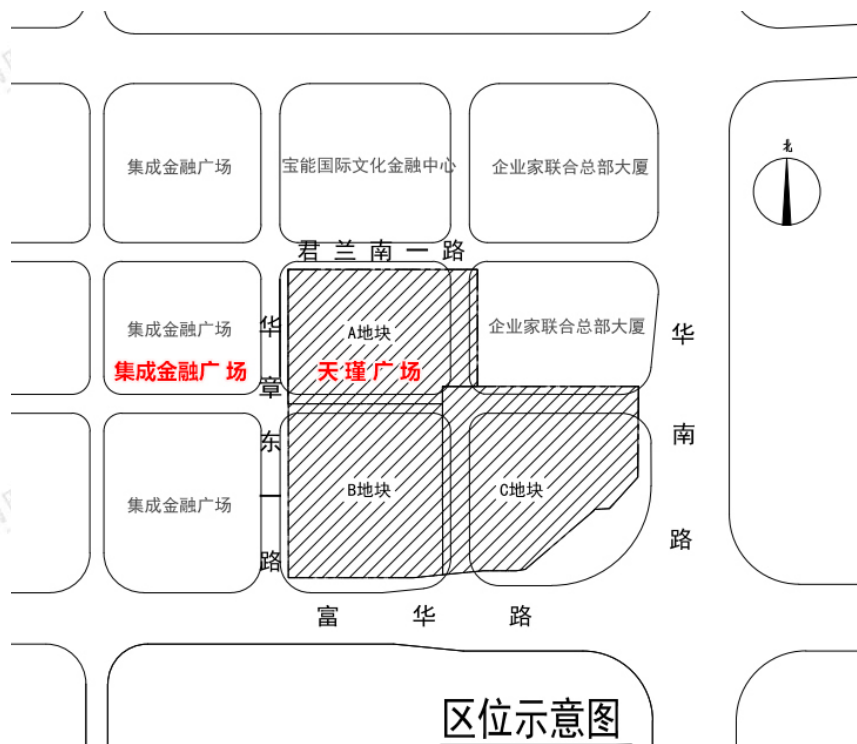 北
集成金融广场
宝能国际文化金融中心
企业家联合总部大厦
君兰南一路
集成金融广场
A地块
企业家联合总部大厦
集成金融广场
天瑾广场
华章东一路
华南路
集成金融广场
B地块
C地块
富华路
区位示意图